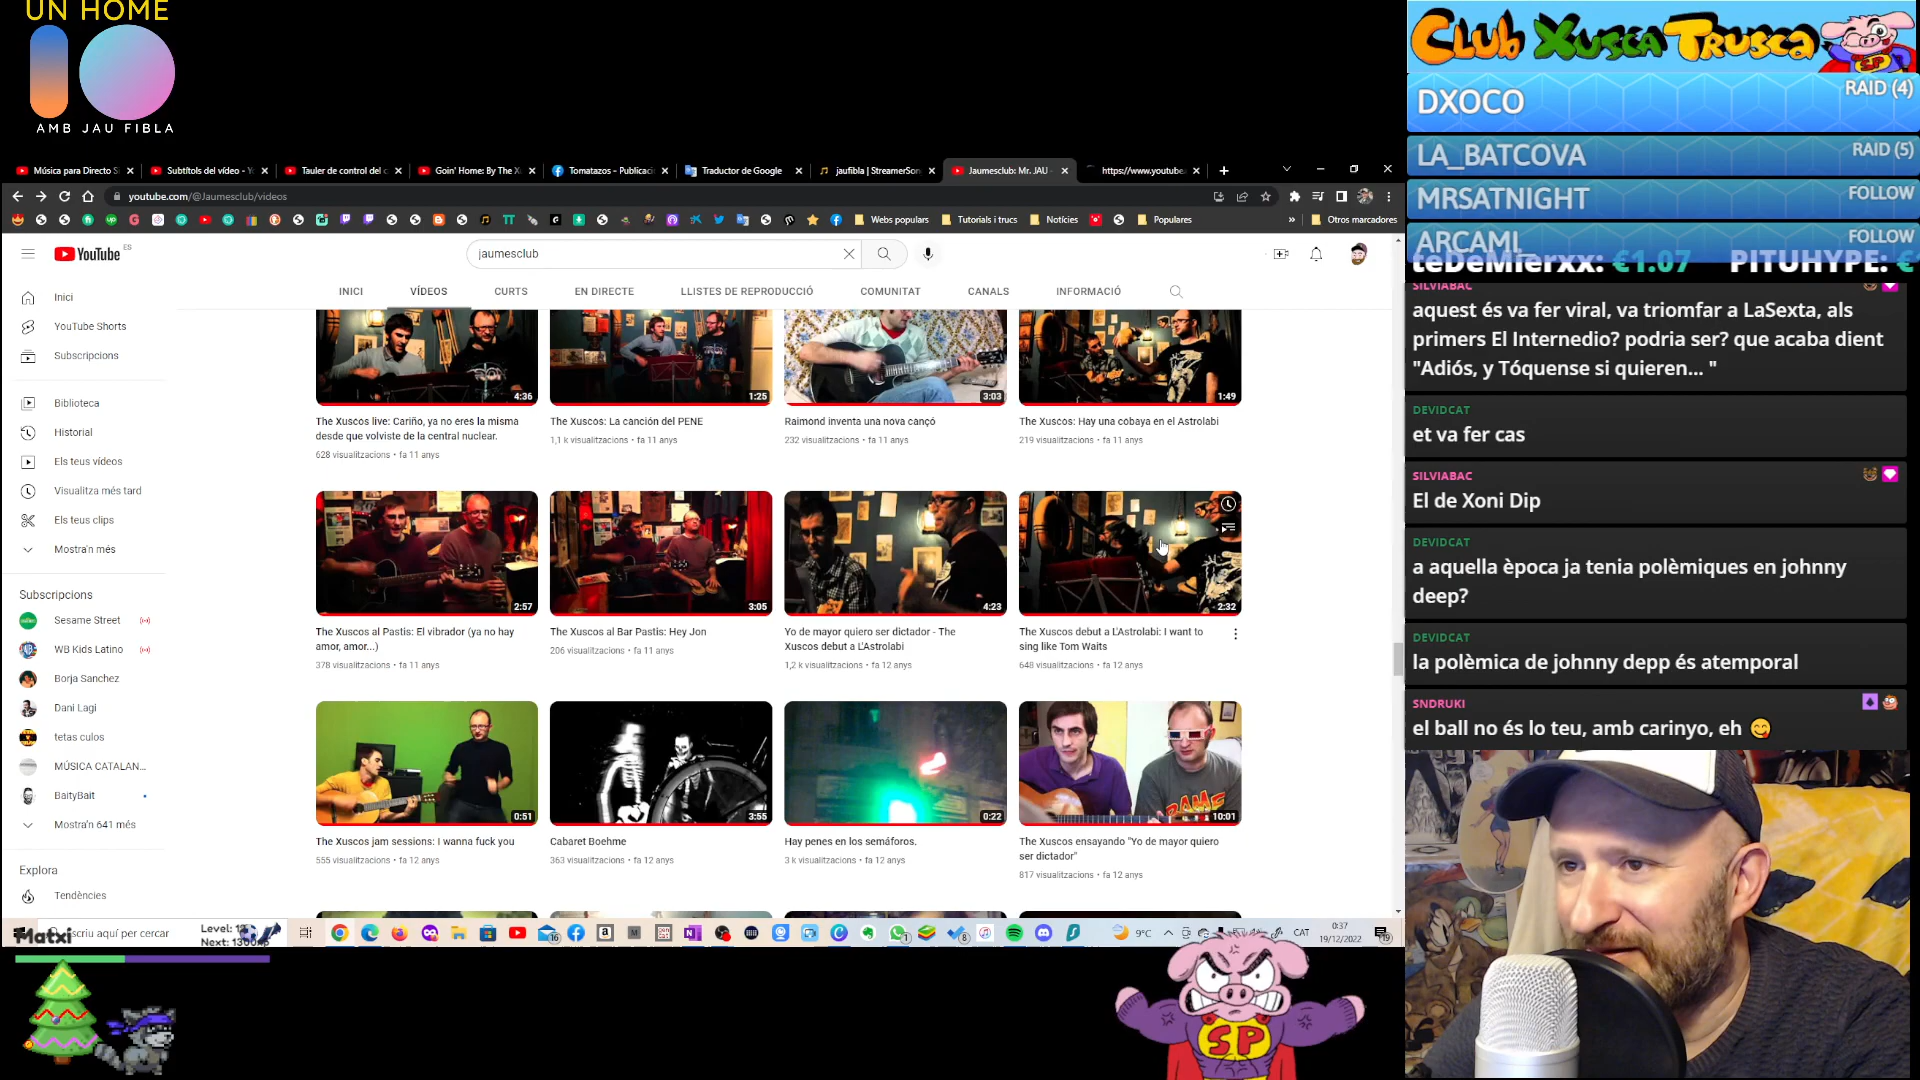 UN HOME
IO
AMB JAU FIBLA
Música para Directo S
Subtítols del vídeo - Y
Tauler de control del c
Goin' Home: By The X
Tomatazos - Publicaci
Traductor de Google
jaufibla | StreamerSon
Jaumesclub: Mr. JAU -
https://www.youtube.
youtube.com/@Jaumesclub/videos
Webs populars
Tutorials i trucs
Notícies
Populares
Otros marcadores
YouTube
ES
jaumesclub
INICI
VÍDEOS
CURTS
EN DIRECTE
LLISTES DE REPRODUCCIÓ
COMUNITAT
CANALS
INFORMACIÓ
Inici
YouTube Shorts
Subscripcions
Biblioteca
Historial
Els teus vídeos
Visualitza més tard
Els teus clips
Mostra'n més
Subscripcions
Sesame Street
WB Kids Latino
Borja Sanchez
Dani Lagi
tetas culos
MÚSICA CATALAN...
BaityBait
Mostra'n 641 més
Explora
Tendències
4:36
1:25
3:03
1:49
The Xuscos live: Cariño, ya no eres la misma
desde que volviste de la central nuclear.
628 visualitzacions • fa 11 anys
The Xuscos: La canción del PENE
1,1 k visualitzacions • fa 11 anys
Raimond inventa una nova cançó
232 visualitzacions • fa 11 anys
The Xuscos: Hay una cobaya en el Astrolabi
219 visualitzacions • fa 11 anys
2:57
3:05
4:23
2:32
The Xuscos al Pastis: El vibrador (ya no hay
amor, amor...)
378 visualitzacions • fa 11 anys
The Xuscos al Bar Pastis: Hey Jon
206 visualitzacions • fa 11 anys
Yo de mayor quiero ser dictador - The
Xuscos debut a L'Astrolabi
1,2 k visualitzacions • fa 12 anys
The Xuscos debut a L'Astrolabi: I want to
sing like Tom Waits
648 visualitzacions • fa 12 anys
0:51
3:55
0:22
10:01
The Xuscos jam sessions: I wanna fuck you
555 visualitzacions • fa 12 anys
Cabaret Boehme
363 visualitzacions • fa 12 anys
Hay penes en los semáforos.
3 k visualitzacions • fa 12 anys
The Xuscos ensayando "Yo de mayor quiero
ser dictador"
817 visualitzacions • fa 12 anys
Matxi
scriu aquí per cercar
Level:
Next:
9°C
CAT
0:37
19/12/2022
SP
Club Xusca Trusca
SP
DXOCO
RAID (4)
LA_BATCOVA
RAID (5)
MRSATNIGHT
FOLLOW
ARCAMI_
FOLLOW
teDeMierxx: €1.07 PITUHYPE: €
SILVIABAC
aquest és va fer viral, va triomfar a LaSexta, als
primers El Internedio? podria ser? que acaba dient
"Adiós, y Tóquense si quieren... "
DEVIDCAT
et va fer cas
SILVIABAC
El de Xoni Dip
DEVIDCAT
a aquella època ja tenia polèmiques en johnny
deep?
DEVIDCAT
la polèmica de johnny depp és atemporal
SNDRUKI
el ball no és lo teu, amb carinyo, eh 😋